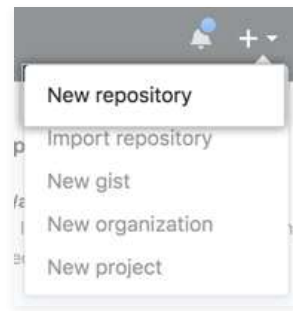 New repository
Import repository
New gist
New organization
New project